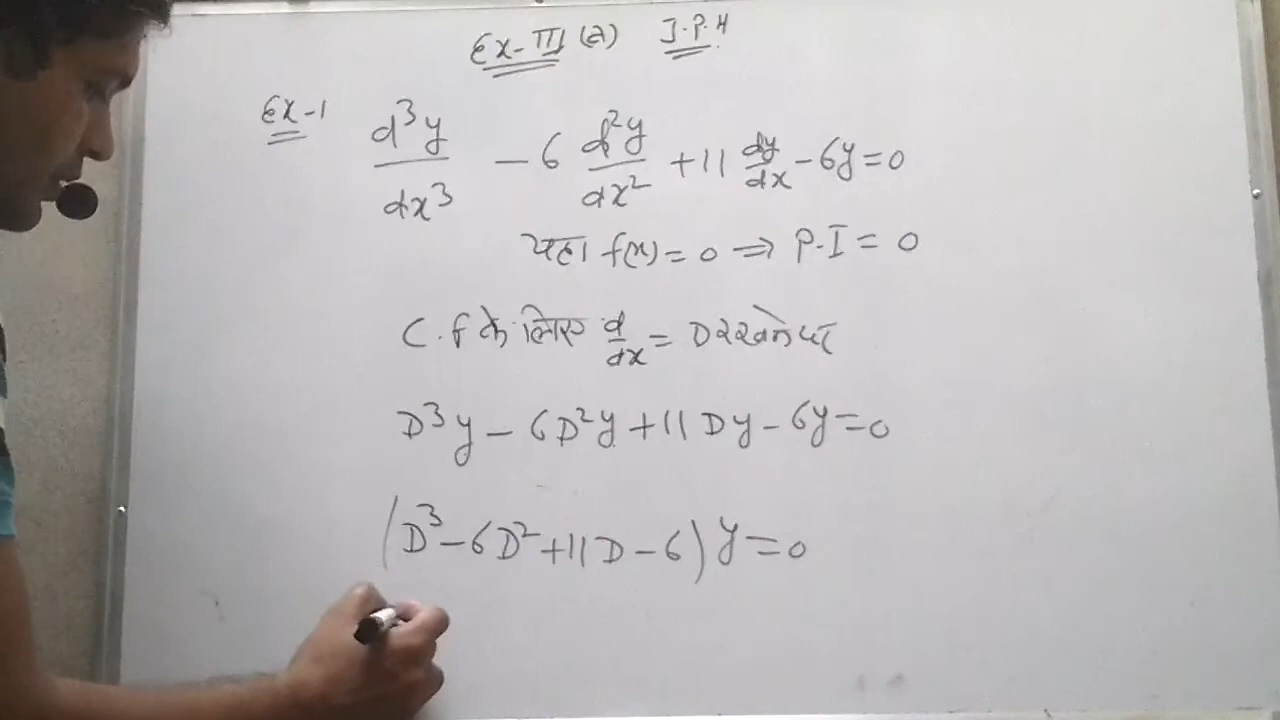 Ex-III (a) J.P.H
Ex-1 d³y/dx³ - 6 d²y/dx² + 11 dy/dx - 6y = 0
यहा f(x) = 0 ⇒ P.I = 0
C.f के लिए d/dx = D रखने पर
D³y - 6D²y + 11Dy - 6y = 0
(D³ - 6D² + 11D - 6) y = 0